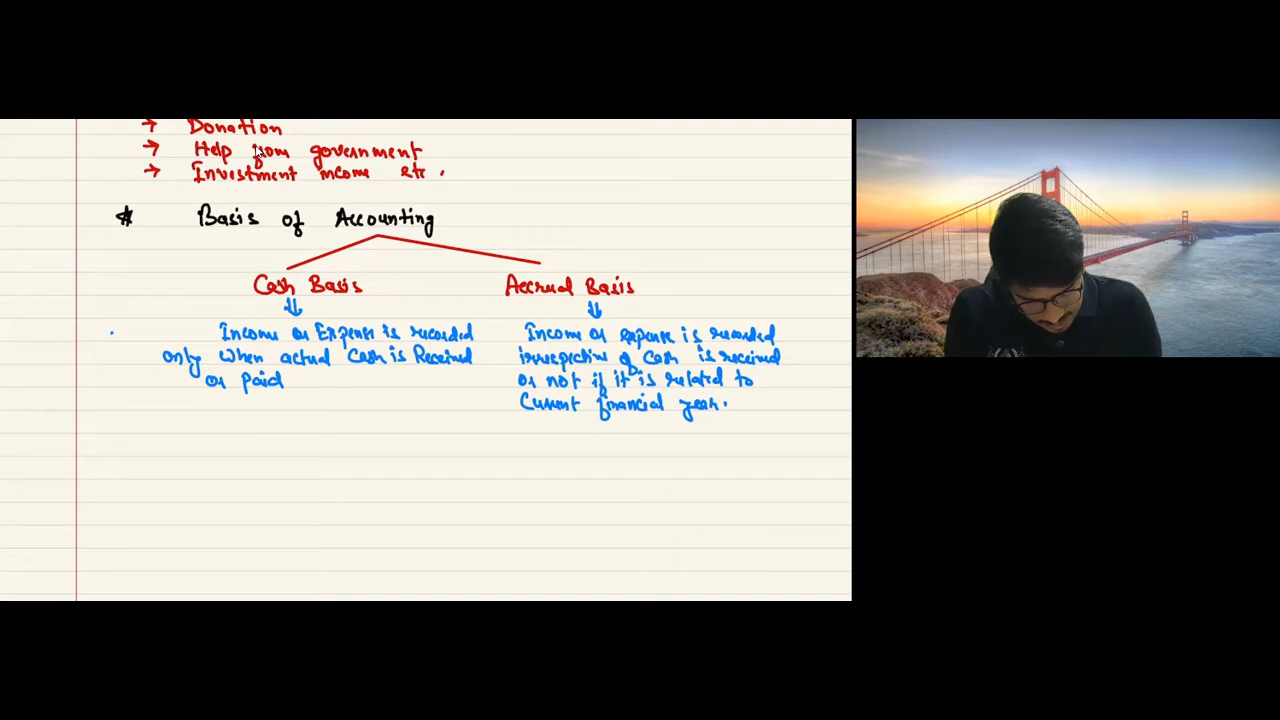 → Donation
→ Help from government
→ Investment income etc.
* Basis of Accounting
Cash Basis
Accrual Basis
Income or Expense is recorded
only when actual Cash is Received
or paid
Income or expense is recorded
irrespective of Cash is received
or not if it is related to
Current financial year.